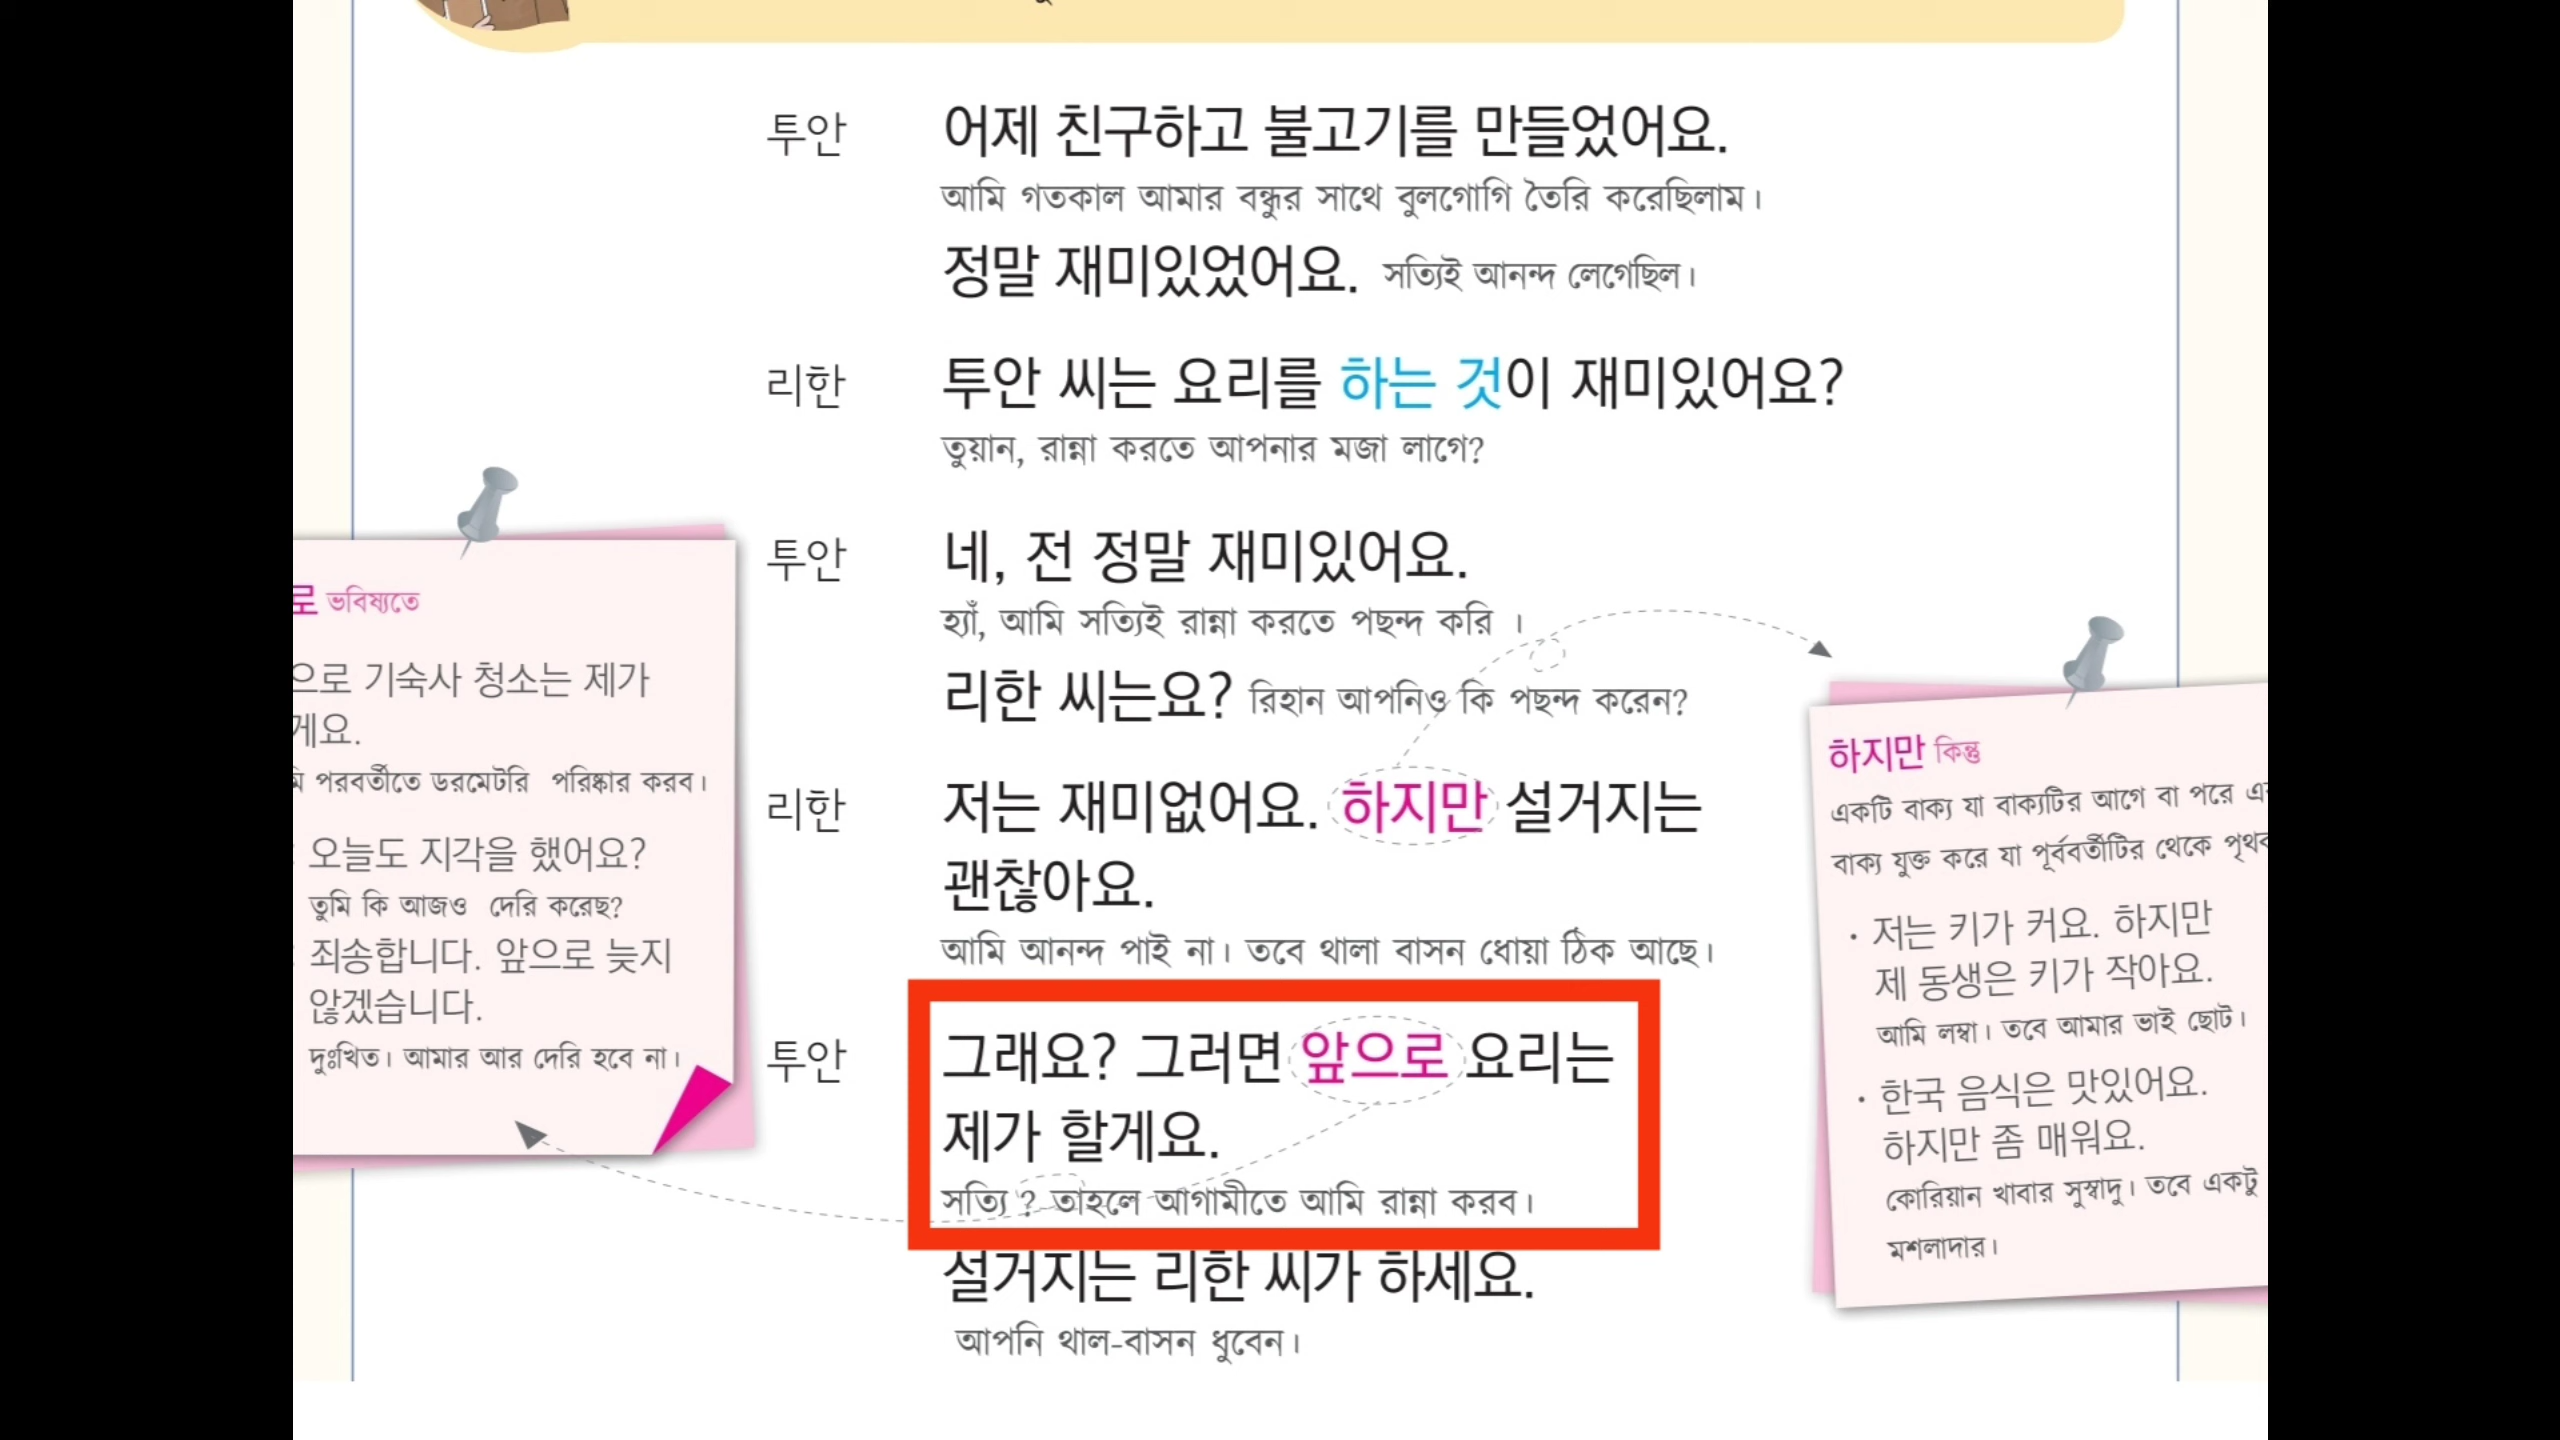 투안 어제 친구하고 불고기를 만들었어요.
আমি গতকাল আমার বন্ধুর সাথে বুলগোগি তৈরি করেছিলাম।
정말 재미있었어요. সত্যিই আনন্দ লেগেছিল।
리한 투안 씨는 요리를 하는 것이 재미있어요?
তুয়ান, রান্না করতে আপনার মজা লাগে?
투안 네, 전 정말 재미있어요.
হ্যাঁ, আমি সত্যিই রান্না করতে পছন্দ করি ।
리한 씨는요? রিহান আপনিও কি পছন্দ করেন?
리한 저는 재미없어요. 하지만 설거지는
괜찮아요.
আমি আনন্দ পাই না। তবে থালা বাসন ধোয়া ঠিক আছে।
투안 그래요? 그러면 앞으로 요리는
제가 할게요.
সত্যি ? তাহলে আগামীতে আমি রান্না করব।
설거지는 리한 씨가 하세요.
আপনি থাল-বাসন ধুবেন।
로 ভবিষ্যতে
으로 기숙사 청소는 제가
게요.
মি পরবর্তীতে ডরমেটরি পরিষ্কার করব।
: 오늘도 지각을 했어요?
তুমি কি আজও দেরি করেছ?
: 죄송합니다. 앞으로 늦지
않겠습니다.
দুঃখিত। আমার আর দেরি হবে না।
하지만 কিন্তু
একটি বাক্য যা বাক্যটির আগে বা পরে
বাক্য যুক্ত করে যা পূর্ববর্তীটির থেকে
· 저는 키가 커요. 하지만
제 동생은 키가 작아요.
আমি লম্বা। তবে আমার ভাই ছোট।
· 한국 음식은 맛있어요.
하지만 좀 매워요.
কোরিয়ান খাবার সুস্বাদু। তবে একটু
মশলাদার।